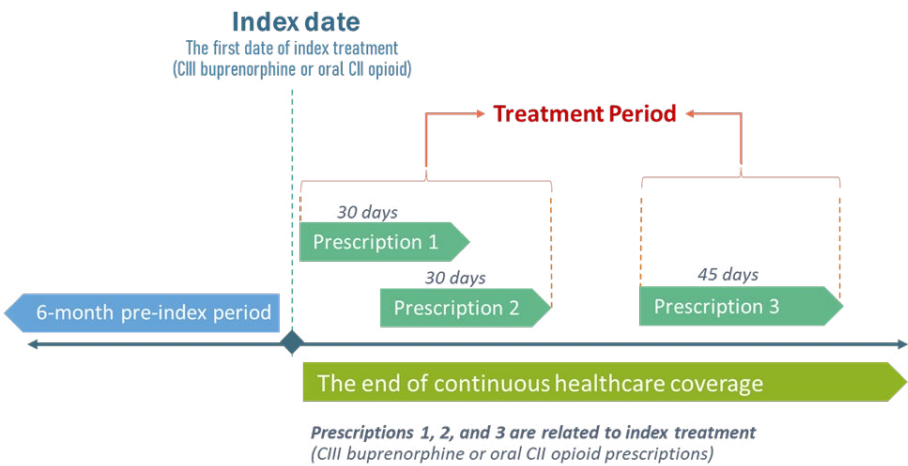 Index date
The first date of index treatment
(CIII buprenorphine or oral CII opioid)
Treatment Period
30 days
Prescription 1
30 days
Prescription 2
45 days
Prescription 3
6-month pre-index period
The end of continuous healthcare coverage
Prescriptions 1, 2, and 3 are related to index treatment
(CIII buprenorphine or oral CII opioid prescriptions)